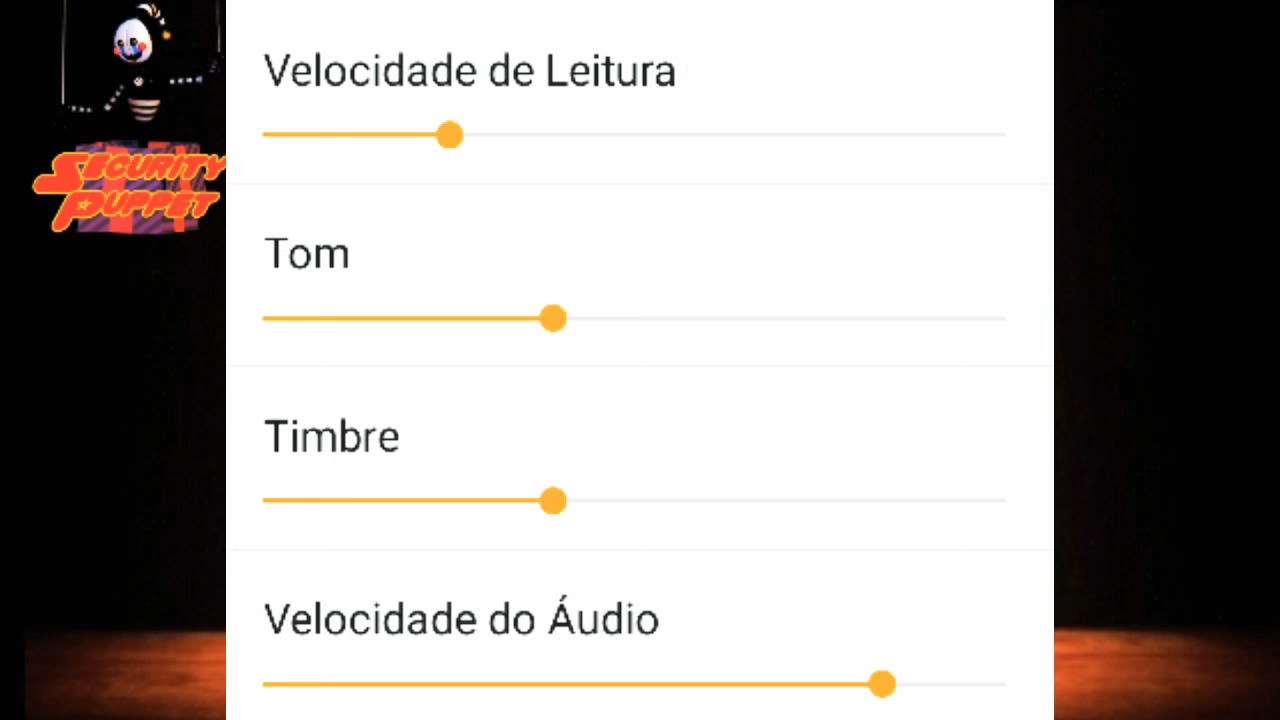 SECURITY
PUPPET
Velocidade de Leitura
Tom
Timbre
Velocidade do Áudio